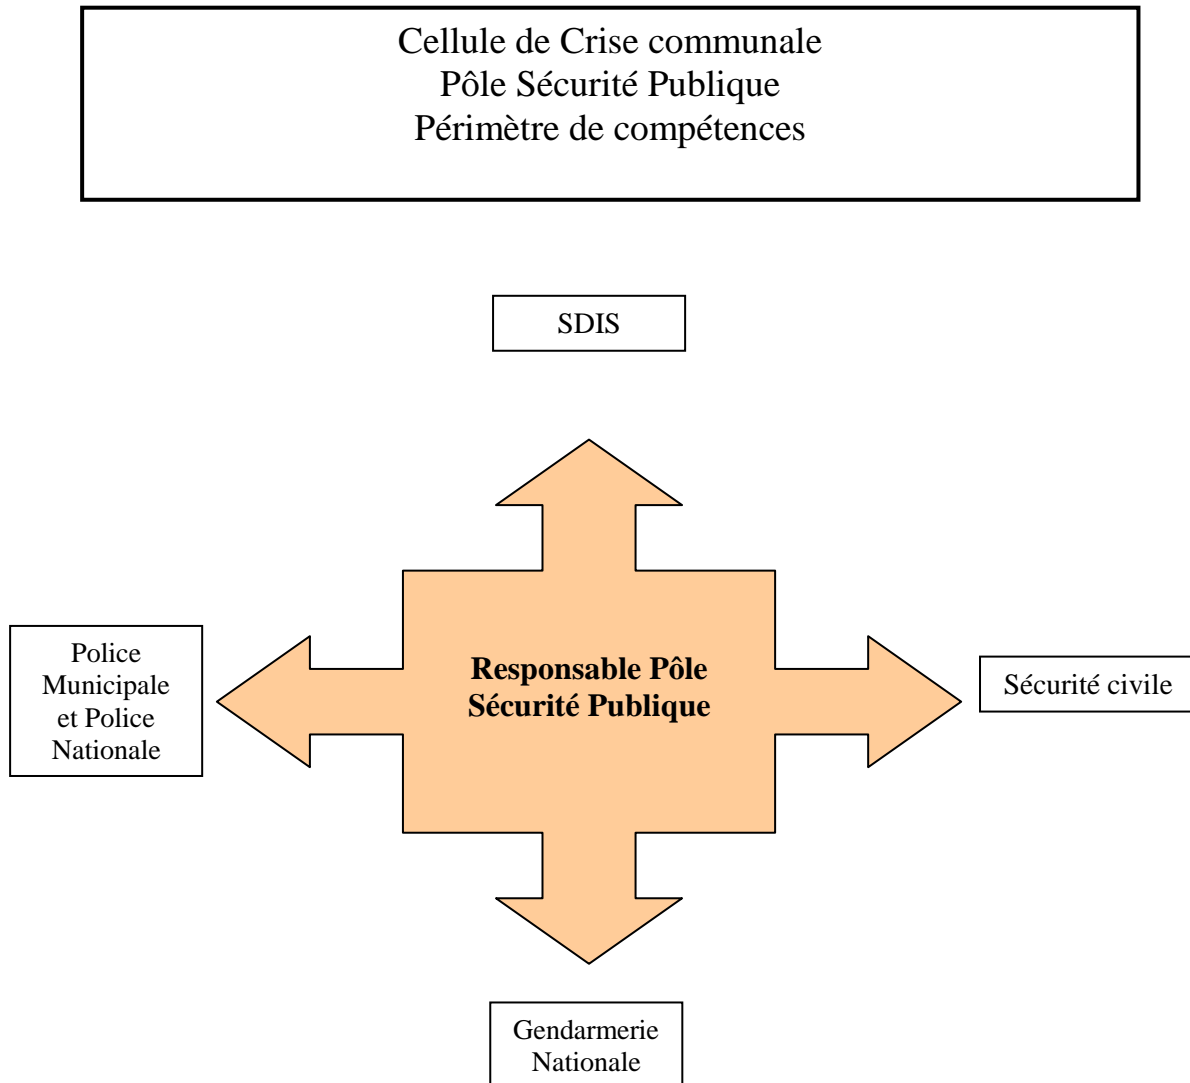 Cellule de Crise communale
Pôle Sécurité Publique
Périmètre de compétences
SDIS
Police
Municipale
et Police
Nationale
Responsable Pôle
Sécurité Publique
Sécurité civile
Gendarmerie
Nationale